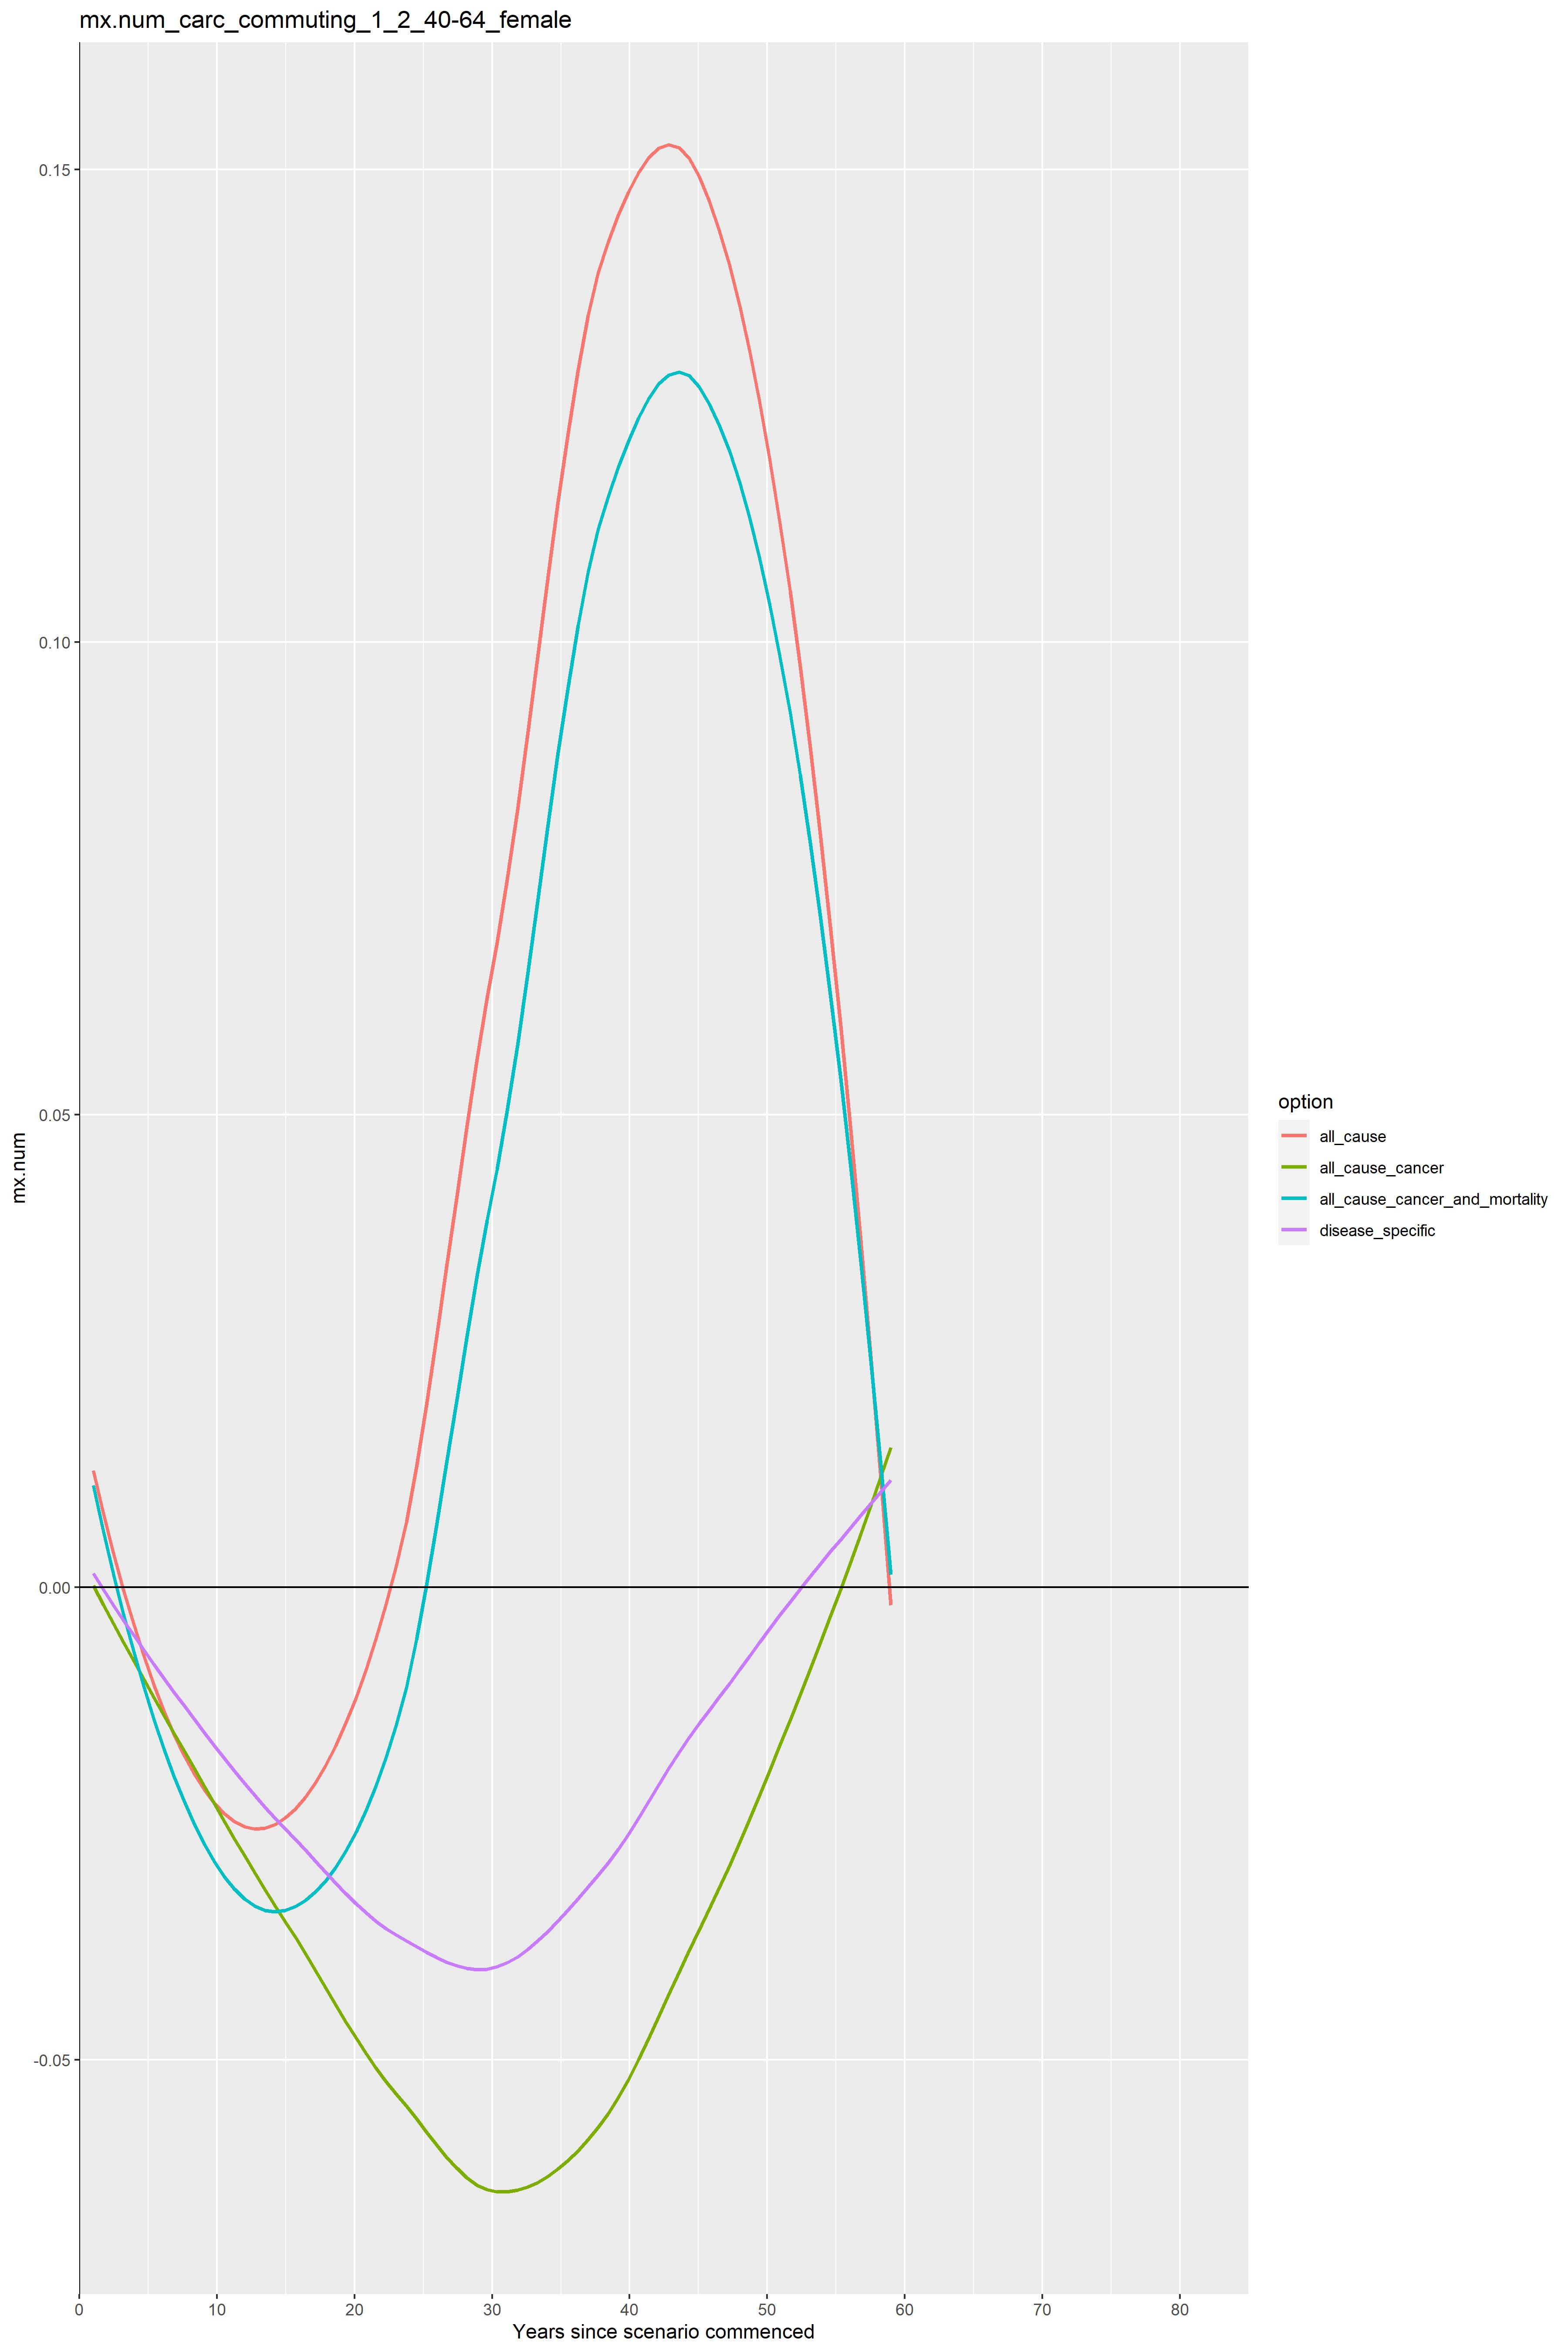 mx.num_carc_commuting_1_2_40-64_female
0.15
0.10
0.05
0.00
-0.05
mx.num
0 10 20 30 40 50 60 70 80
Years since scenario commenced
option
all_cause
all_cause_cancer
all_cause_cancer_and_mortality
disease_specific